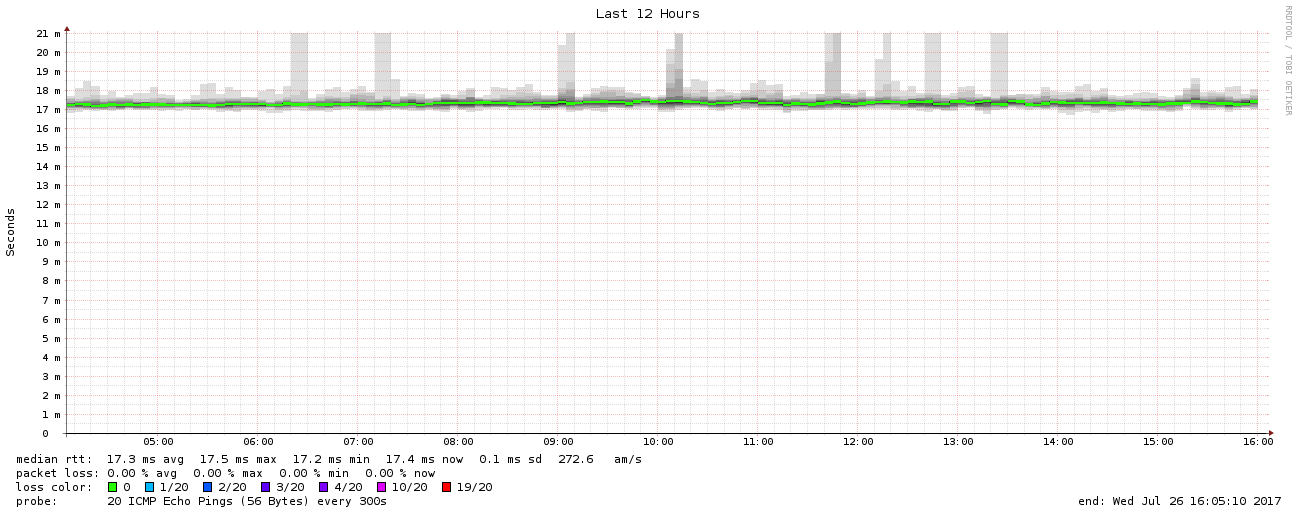 Last 12 Hours
RRDTOOL / TOBI OETIKER
Seconds
21 m
20 m
19 m
18 m
17 m
16 m
15 m
14 m
13 m
12 m
11 m
10 m
9 m
8 m
7 m
6 m
5 m
4 m
3 m
2 m
1 m
0
05:00 06:00 07:00 08:00 09:00 10:00 11:00 12:00 13:00 14:00 15:00 16:00
median rtt: 17.3 ms avg 17.5 ms max 17.2 ms min 17.4 ms now 0.1 ms sd 272.6 am/s
packet loss: 0.00 % avg 0.00 % max 0.00 % min 0.00 % now
loss color: 0 1/20 2/20 3/20 4/20 10/20 19/20
probe: 20 ICMP Echo Pings (56 Bytes) every 300s end: Wed Jul 26 16:05:10 2017